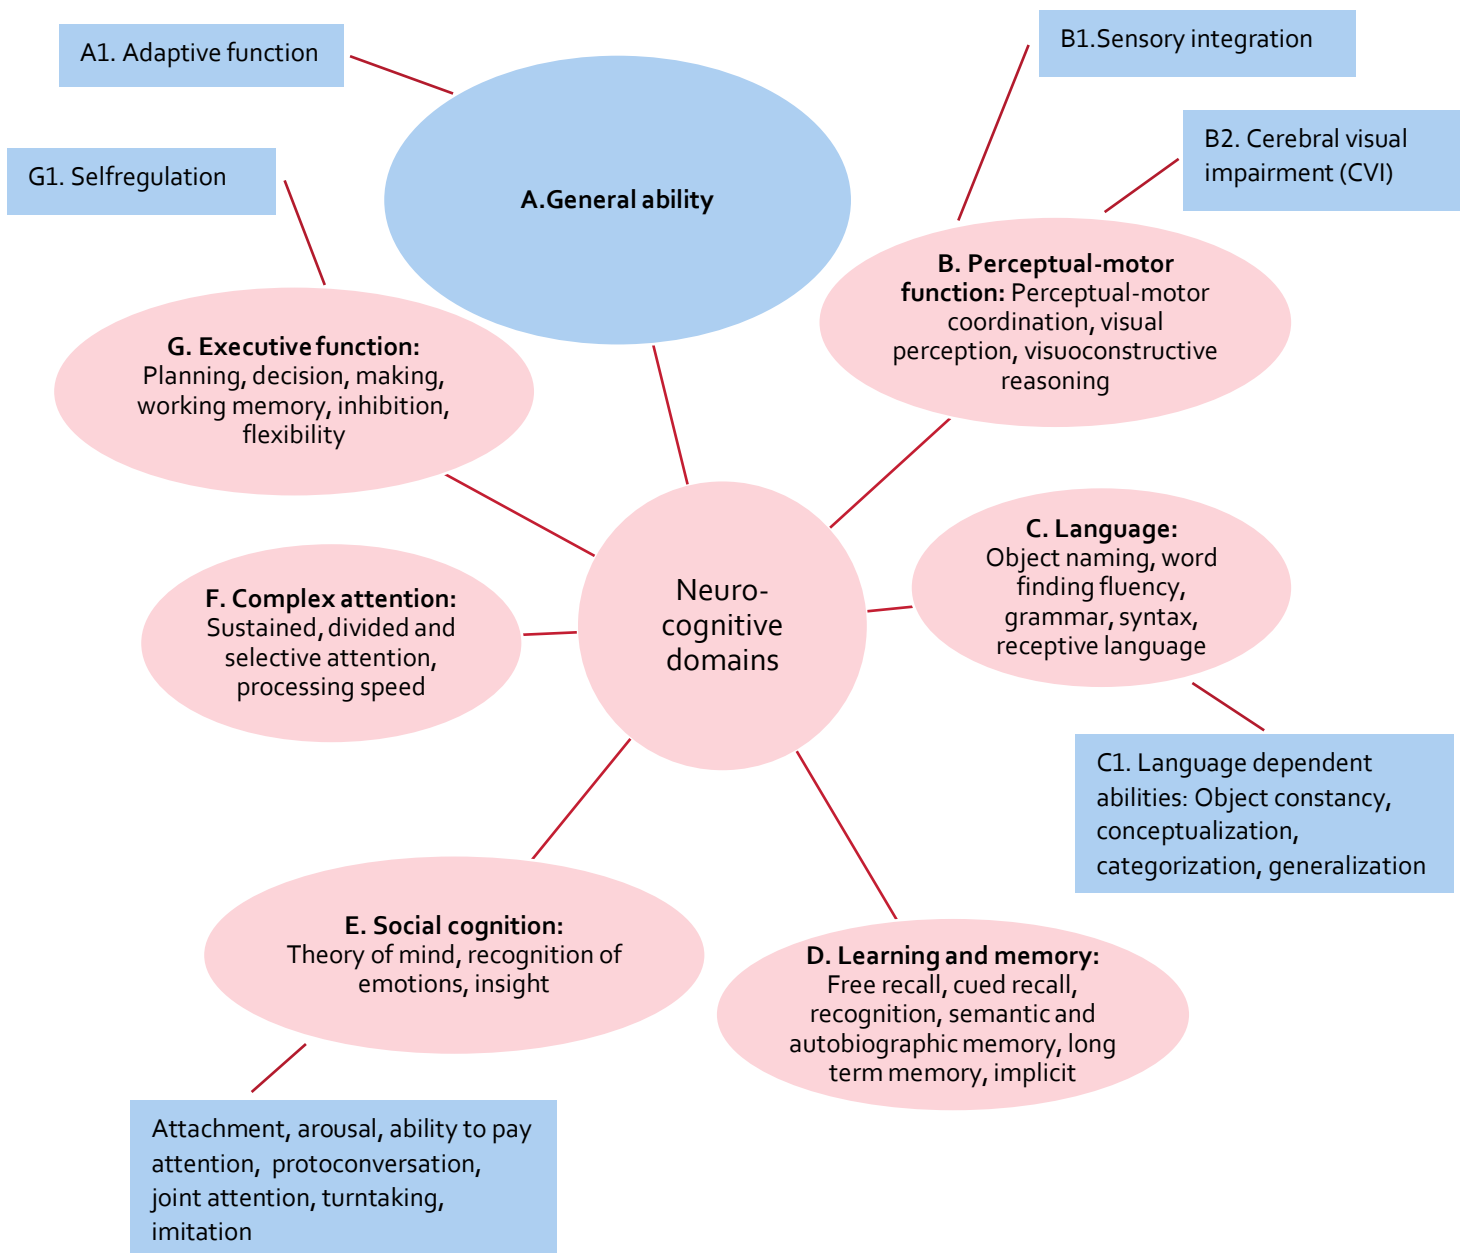 A1. Adaptive function
B1.Sensory integration
B2. Cerebral visual
impairment (CVI)
G1. Selfregulation
A.General ability
B. Perceptual-motor
function: Perceptual-motor
coordination, visual
perception, visuoconstructive
reasoning
G. Executive function:
Planning, decision, making,
working memory, inhibition,
flexibility
C. Language:
Object naming, word
finding fluency,
grammar, syntax,
receptive language
Neuro-
cognitive
domains
F. Complex attention:
Sustained, divided and
selective attention,
processing speed
C1. Language dependent
abilities: Object constancy,
conceptualization,
categorization, generalization
E. Social cognition:
Theory of mind, recognition of
emotions, insight
D. Learning and memory:
Free recall, cued recall,
recognition, semantic and
autobiographic memory, long
term memory, implicit
Attachment, arousal, ability to pay
attention, protoconversation,
joint attention, turntaking,
imitation